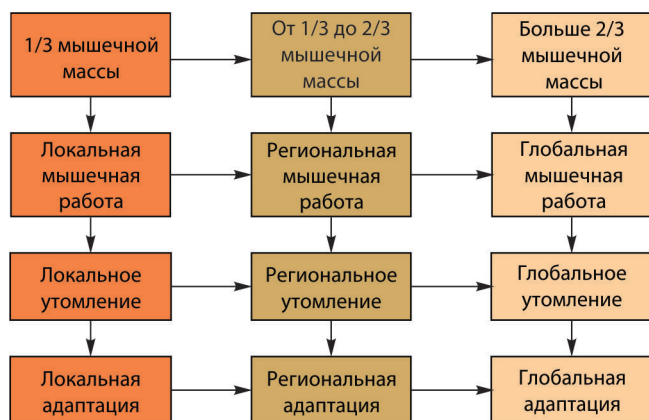 1/3 мышечной
массы
От 1/3 до 2/3
мышечной
массы
Больше 2/3
мышечной
массы
Локальная
мышечная
работа
Региональная
мышечная
работа
Глобальная
мышечная
работа
Локальное
утомление
Региональное
утомление
Глобальное
утомление
Локальная
адаптация
Региональная
адаптация
Глобальная
адаптация